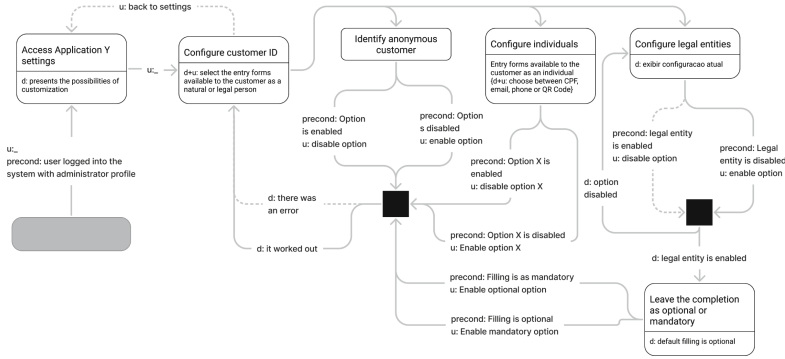 u: back to settings
Access Application Y
settings
d: presents the possibilities of
customization
u:_
Configure customer ID
d+u: select the entry forms
available to the customer as a
natural or legal person
Identify anonymous
customer
Configure individuals
Entry forms available to the
customer as an individual
{d+u: choose between CPF,
email, phone or QR Code}
Configure legal entities
d: exibir configuracao atual
u:_
precond: user logged into the
system with administrator profile
precond: Option
is enabled
u: disable option
precond: Option
s disabled
u: enable option
precond: Option X is
enabled
u: disable option X
precond: legal entity
is enabled
u: disable option
precond: Legal
entity is disabled
u: enable option
d: option
disabled
d: there was
an error
d: it worked out
precond: Option X is disabled
u: Enable option X
d: legal entity is enabled
precond: Filling is as mandatory
u: Enable optional option
precond: Filling is optional
u: Enable mandatory option
Leave the completion
as optional or
mandatory
d: default filling is optional